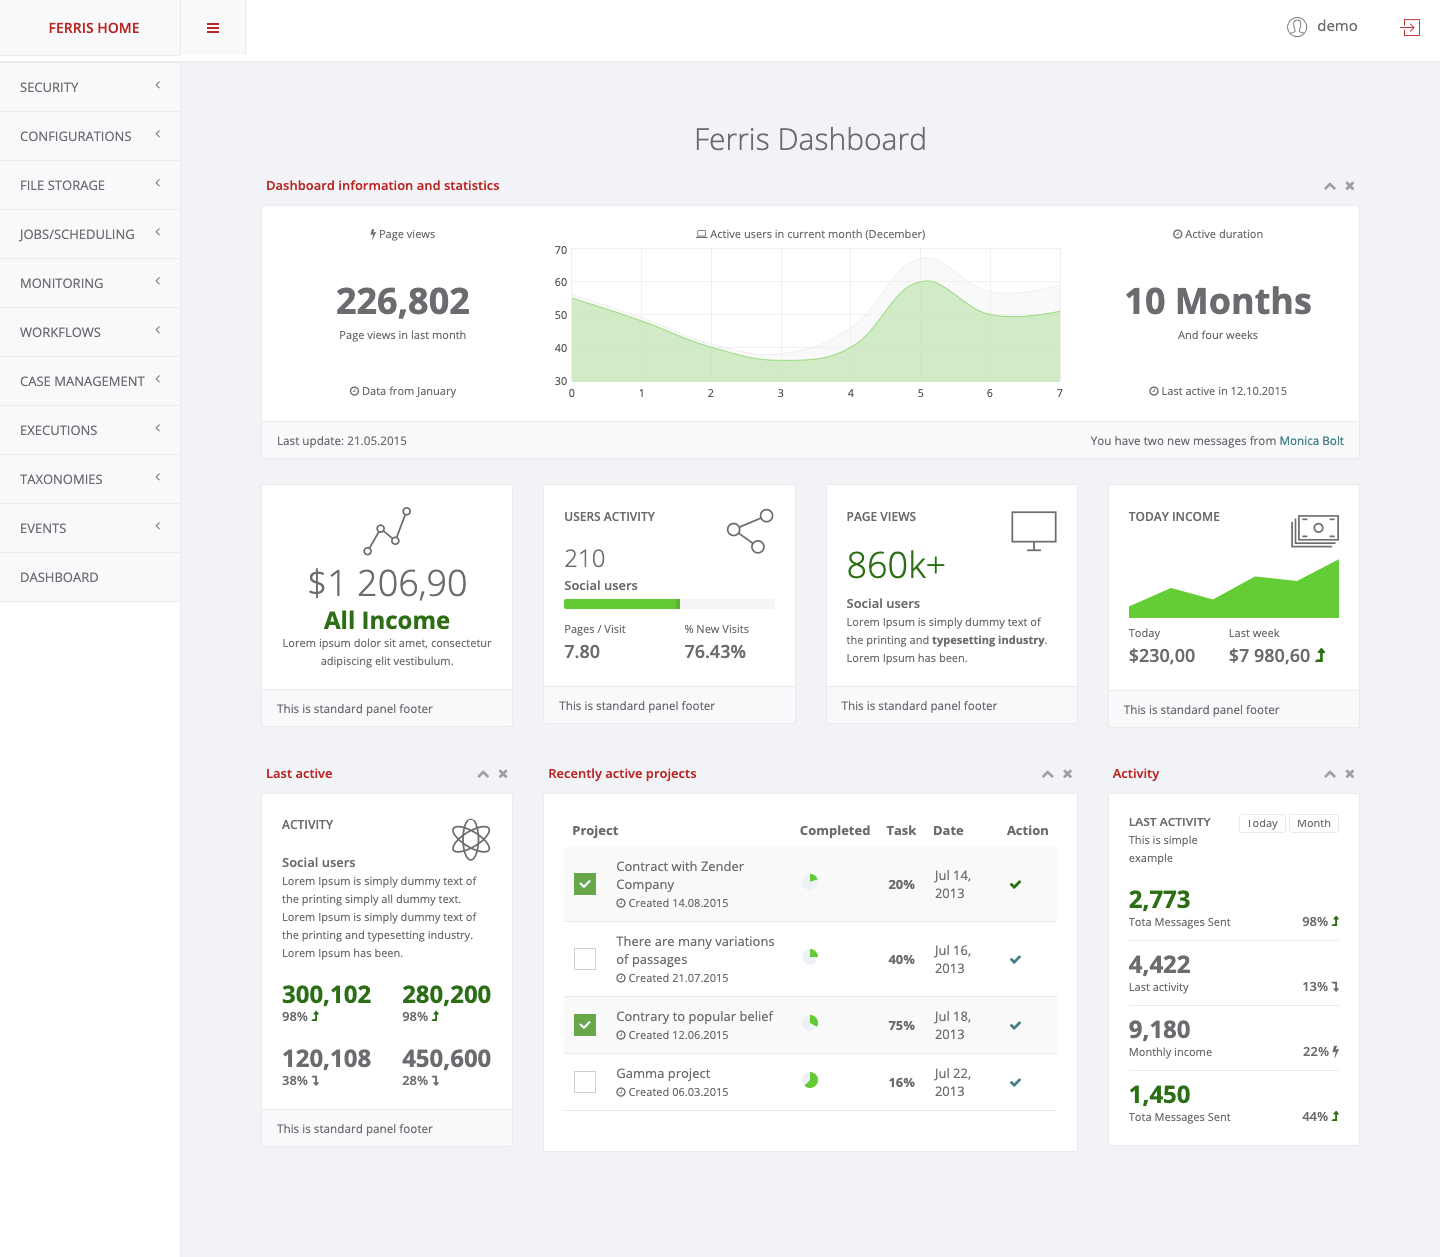 FERRIS HOME
demo
SECURITY
CONFIGURATIONS
FILE STORAGE
JOBS/SCHEDULING
MONITORING
WORKFLOWS
CASE MANAGEMENT
EXECUTIONS
TAXONOMIES
EVENTS
DASHBOARD
Ferris Dashboard
Dashboard information and statistics
Page views
226,802
Page views in last month
Data from January
Active users in current month (December)
70
60
50
40
30
0 1 2 3 4 5 6 7
Active duration
10 Months
And four weeks
Last active in 12.10.2015
Last update: 21.05.2015
You have two new messages from Monica Bolt
$1 206,90
All Income
Lorem ipsum dolor sit amet, consectetur
adipiscing elit vestibulum.
This is standard panel footer
USERS ACTIVITY
210
Social users
Pages / Visit % New Visits
7.80 76.43%
This is standard panel footer
PAGE VIEWS
860k+
Social users
Lorem Ipsum is simply dummy text of
the printing and typesetting industry.
Lorem Ipsum has been.
This is standard panel footer
TODAY INCOME
Today Last week
$230,00 $7 980,60
This is standard panel footer
Last active
ACTIVITY
Social users
Lorem Ipsum is simply dummy text of
the printing simply all dummy text.
Lorem Ipsum is simply dummy text of
the printing and typesetting industry.
Lorem Ipsum has been.
300,102 280,200
98% 98%
120,108 450,600
38% 28%
This is standard panel footer
Recently active projects
Project Completed Task Date Action
Contract with Zender
Company
Created 14.08.2015
20%
Jul 14,
2013
There are many variations
of passages
Created 21.07.2015
40%
Jul 16,
2013
Contrary to popular belief
Created 12.06.2015
75%
Jul 18,
2013
Gamma project
Created 06.03.2015
16%
Jul 22,
2013
Activity
LAST ACTIVITY
Today Month
This is simple
example
2,773
Tota Messages Sent 98%
4,422
Last activity 13%
9,180
Monthly income 22%
1,450
Tota Messages Sent 44%